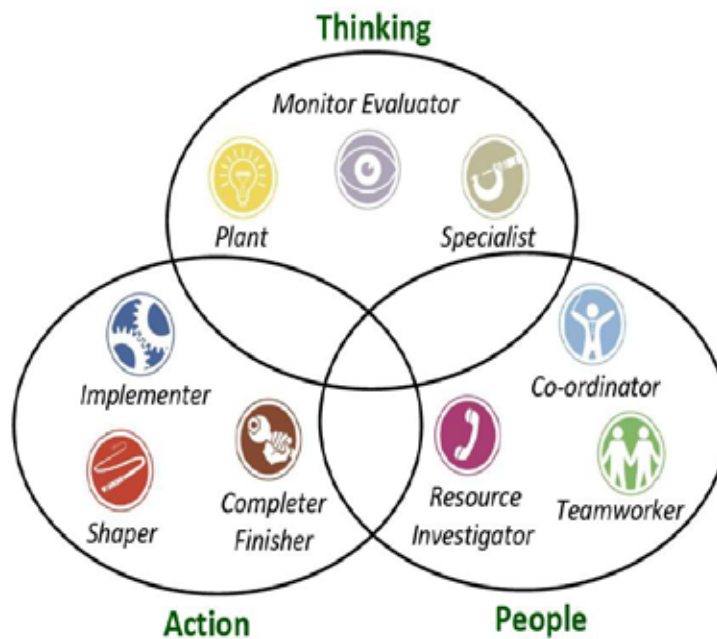 Thinking
Monitor Evaluator
Plant
Specialist
Implementer
Co-ordinator
Shaper
Completer
Finisher
Resource
Investigator
Teamworker
Action
People